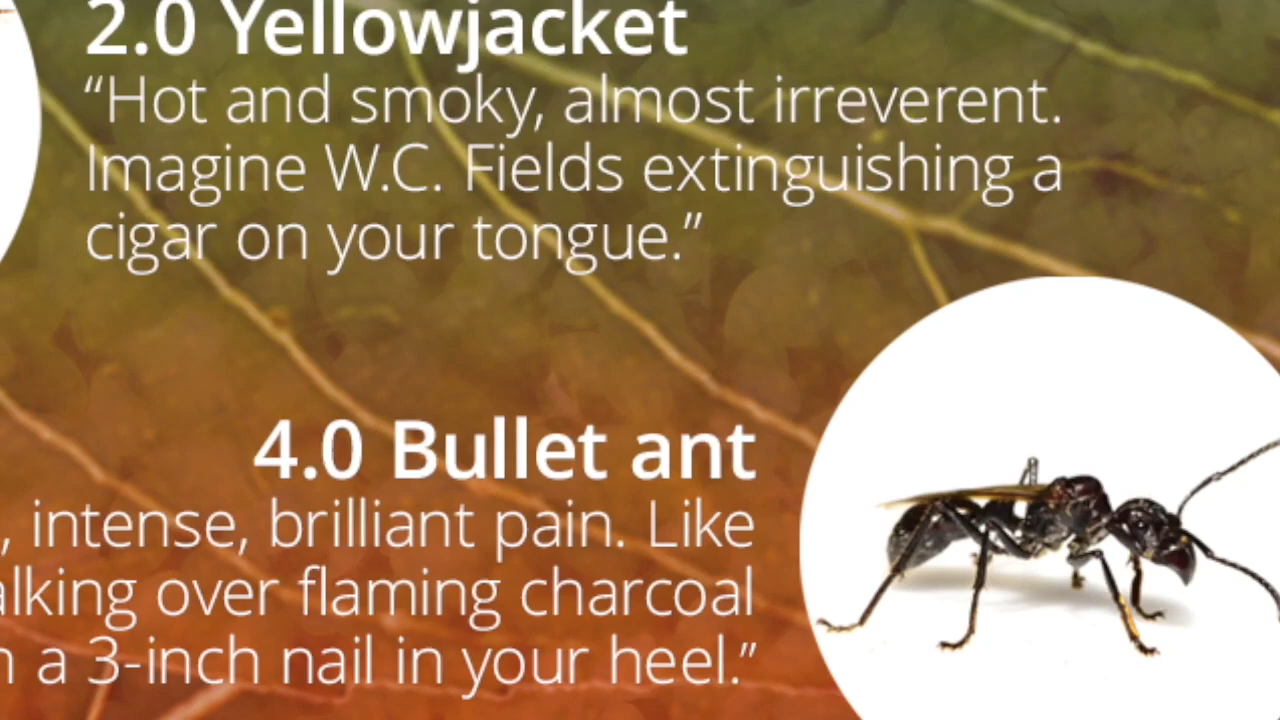 2.0 Yellowjacket
“Hot and smoky, almost irreverent.
Imagine W.C. Fields extinguishing a
cigar on your tongue.”
4.0 Bullet ant
, intense, brilliant pain. Like
alking over flaming charcoal
a 3-inch nail in your heel.”